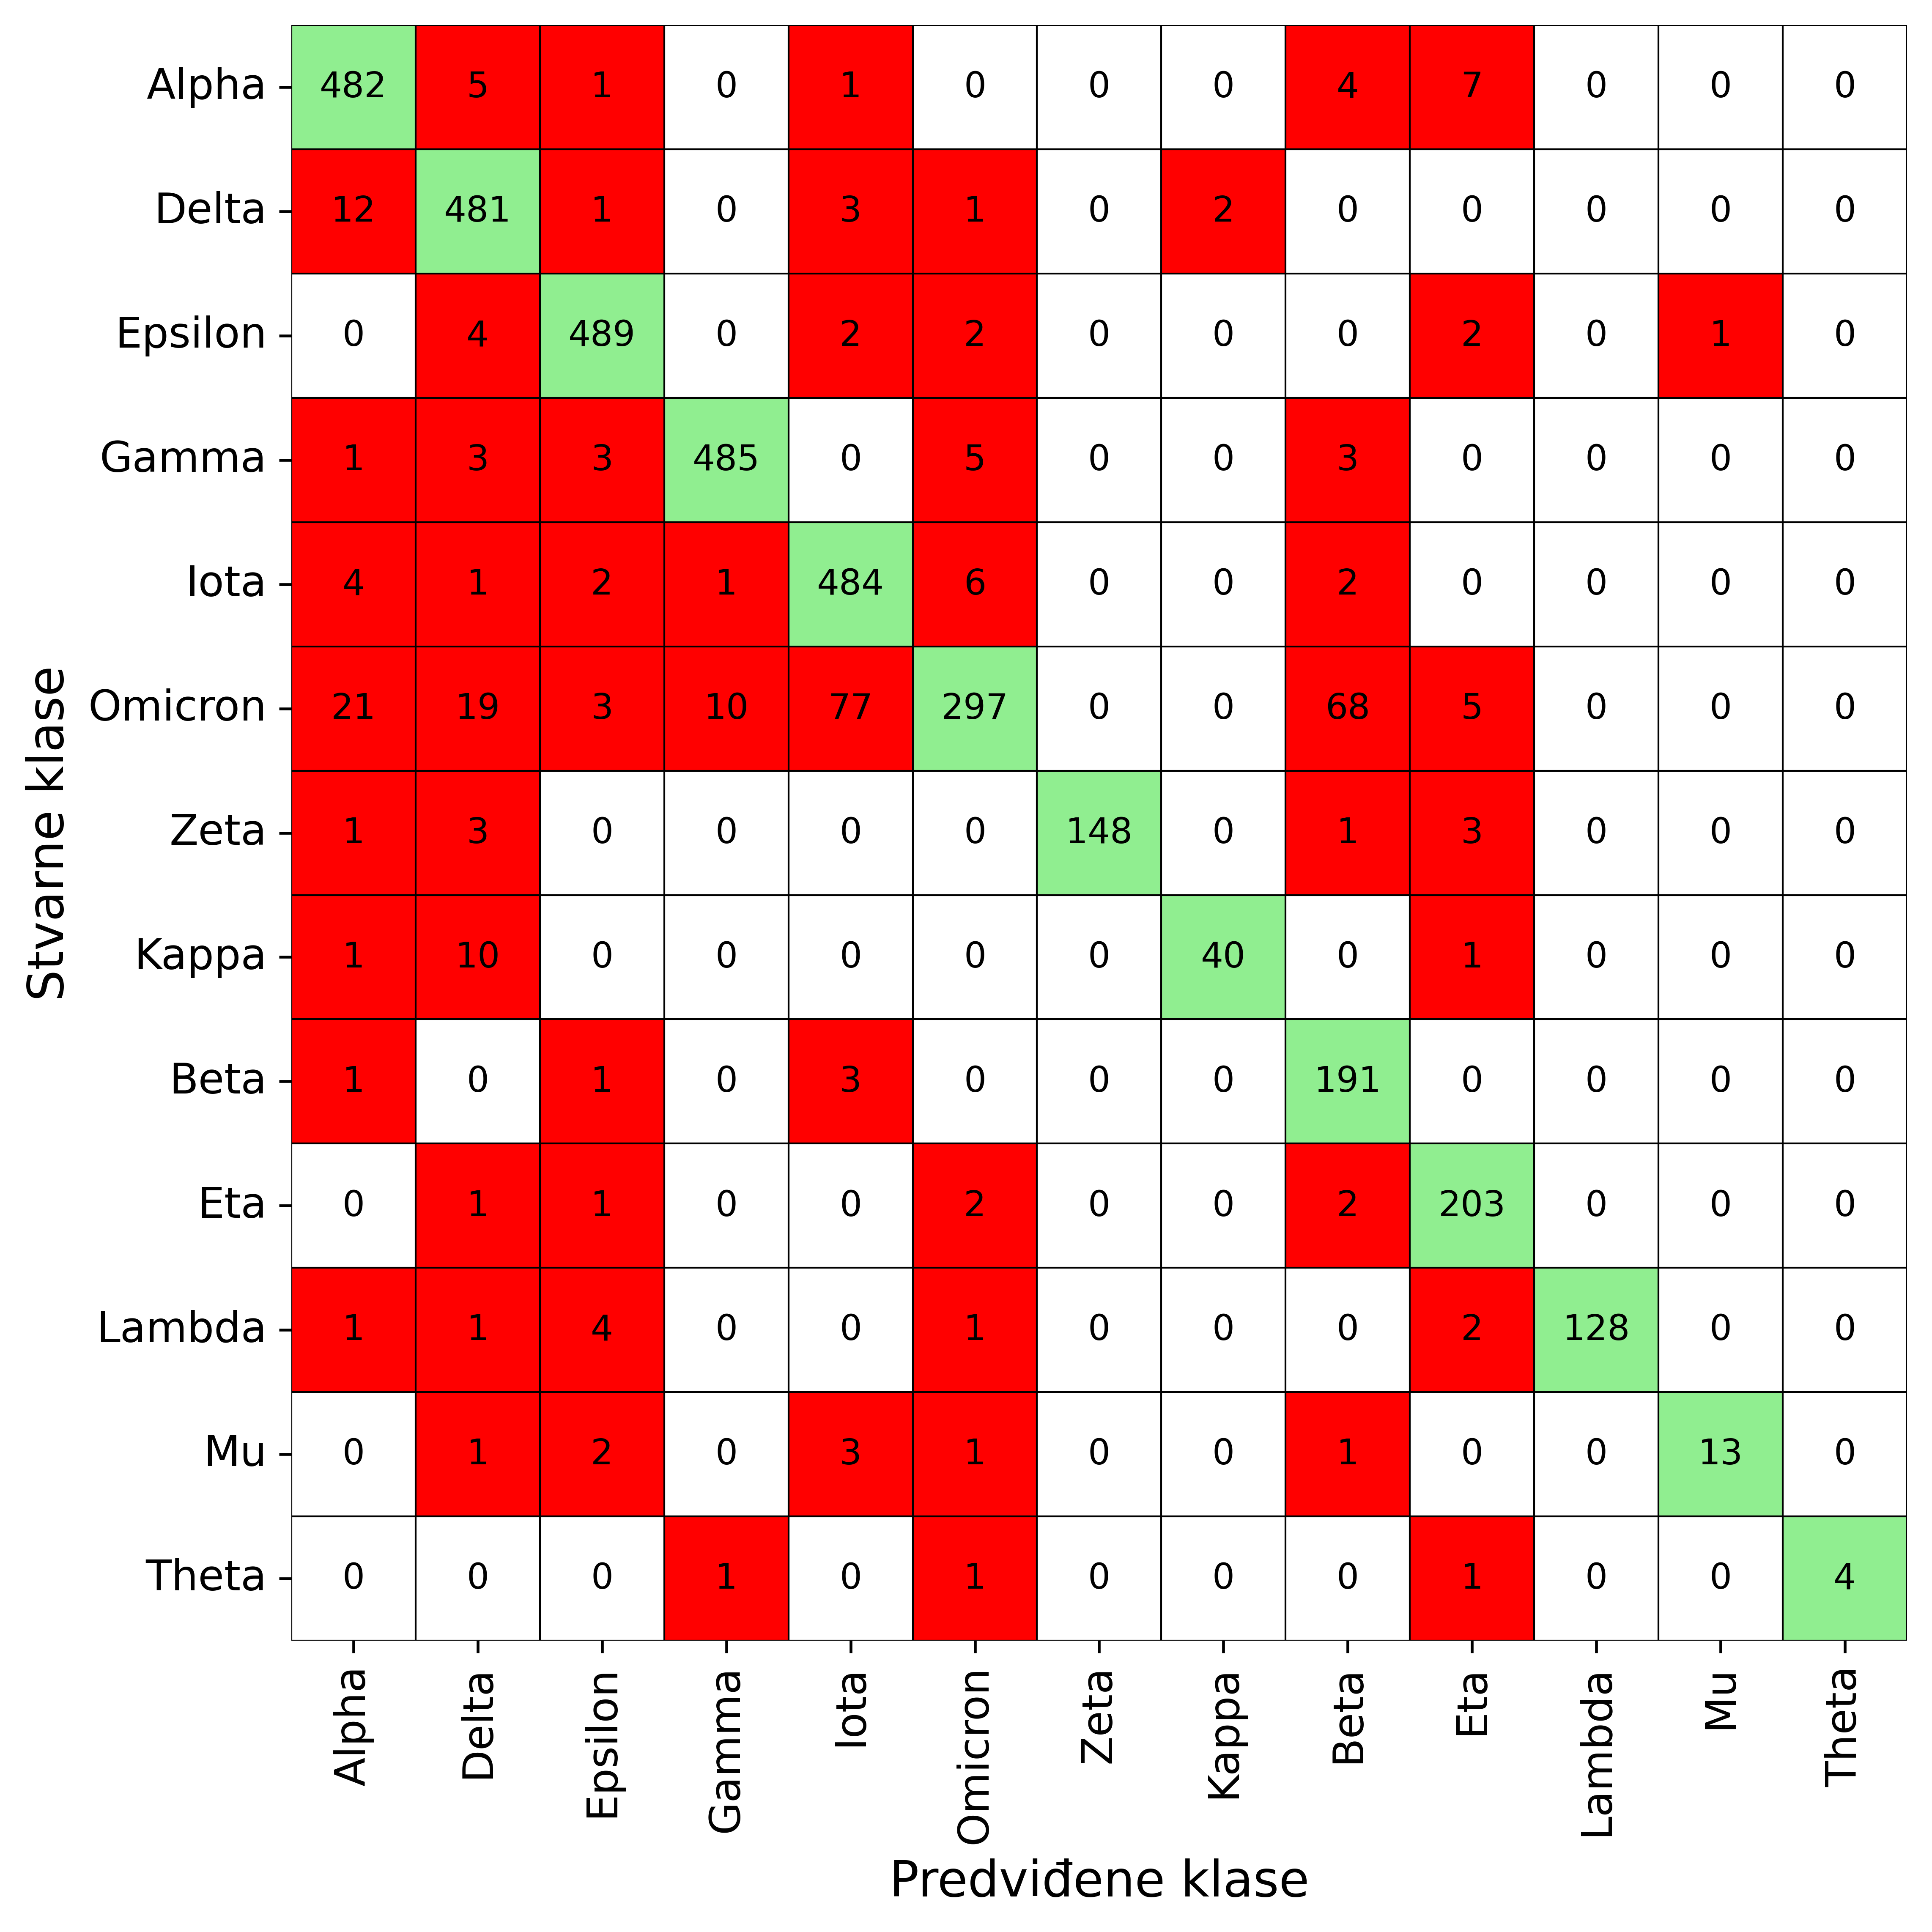 Alpha 482 5 1 0 1 0 0 0 4 7 0 0 0
Delta 12 481 1 0 3 1 0 2 0 0 0 0 0
Epsilon 0 4 489 0 2 2 0 0 0 2 0 1 0
Gamma 1 3 3 485 0 5 0 0 3 0 0 0 0
Iota 4 1 2 1 484 6 0 0 2 0 0 0 0
Omicron 21 19 3 10 77 297 0 0 68 5 0 0 0
Zeta 1 3 0 0 0 0 148 0 1 3 0 0 0
Kappa 1 10 0 0 0 0 0 40 0 1 0 0 0
Beta 1 0 1 0 3 0 0 0 191 0 0 0 0
Eta 0 1 1 0 0 2 0 0 2 203 0 0 0
Lambda 1 1 4 0 0 1 0 0 0 2 128 0 0
Mu 0 1 2 0 3 1 0 0 1 0 0 13 0
Theta 0 0 0 1 0 1 0 0 0 1 0 0 4
Stvarne klase
Alpha Delta Epsilon Gamma Iota Omicron Zeta Kappa Beta Eta Lambda Mu Theta
Predviđene klase